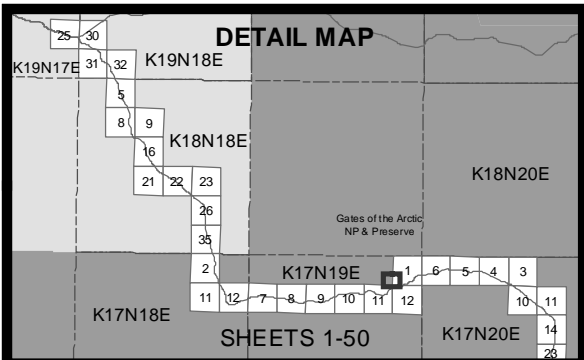 DETAIL MAP
25 30
K19N17E 31 32 K19N18E
5
8 9
K18N18E
16
21 22 23
K18N20E
26
Gates of the Arctic
NP & Preserve
35
2 K17N19E 1 6 5 4 3
11 12 7 8 9 10 11 12 10 11
K17N18E
SHEETS 1-50 K17N20E 14
23